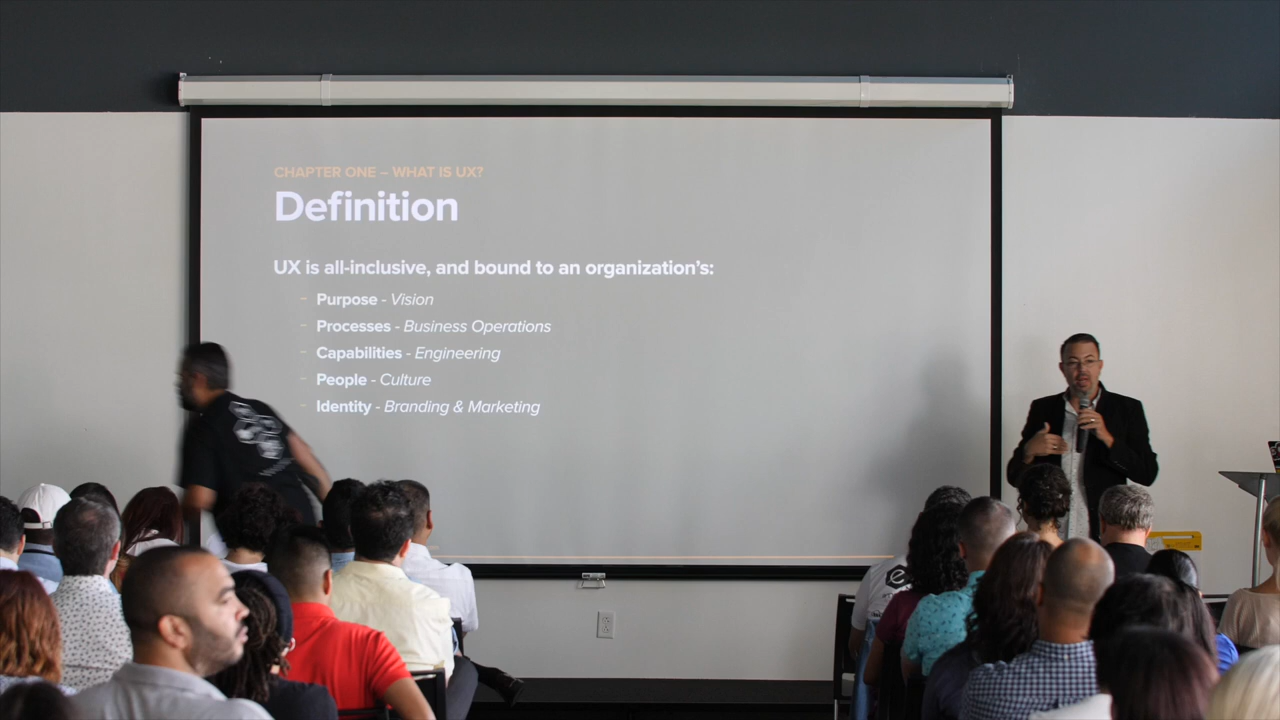 CHAPTER ONE – WHAT IS UX?
Definition
UX is all-inclusive, and bound to an organization's:
– Purpose - Vision
– Processes - Business Operations
– Capabilities - Engineering
– People - Culture
– Identity - Branding & Marketing